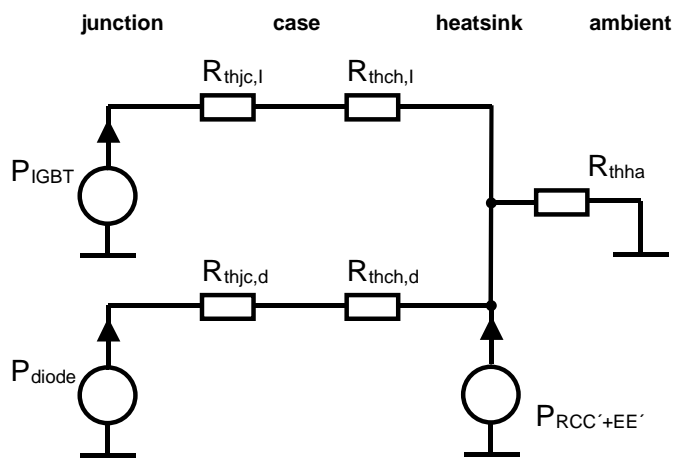 junction case heatsink ambient
Rthjc,I Rthch,I
PIGBT
Rthha
Rthjc,d Rthch,d
Pdiode
PRCC´+EE´